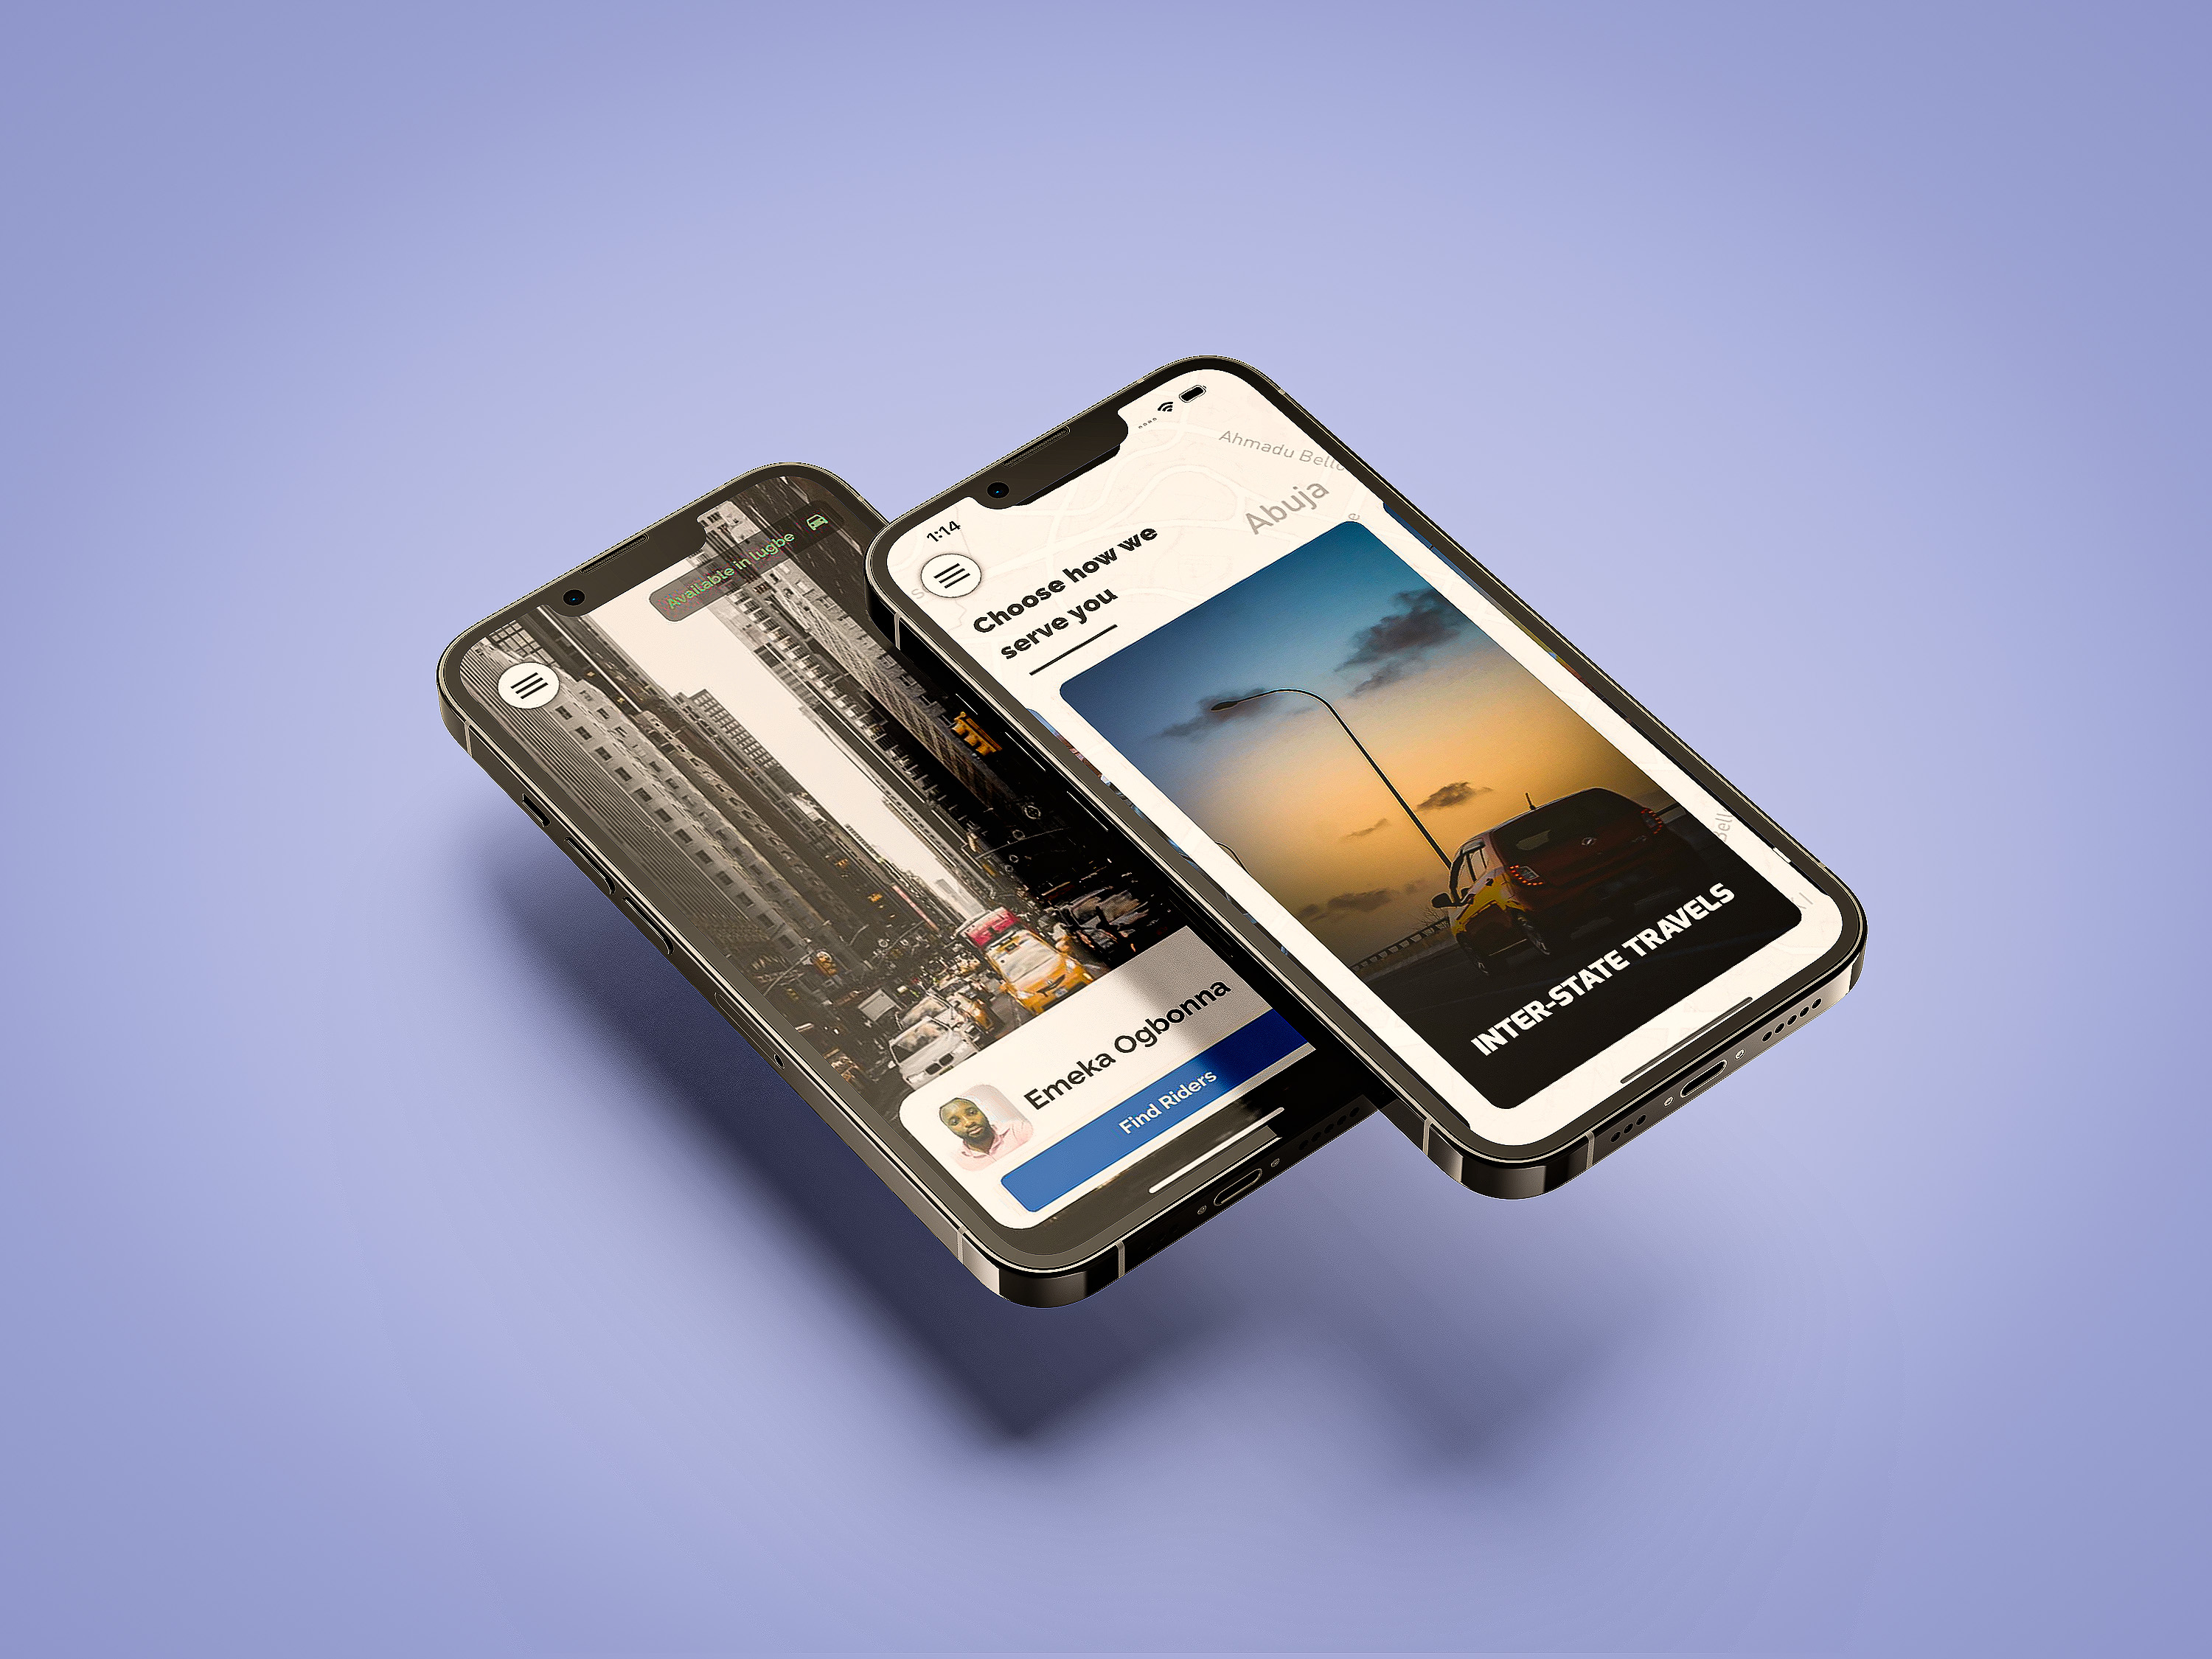 Available in lugbe
Emeka Ogbonna
Find Riders
1:14
Ahmadu Bello
Abuja
Choose how we
serve you
INTER-STATE TRAVELS
Bell